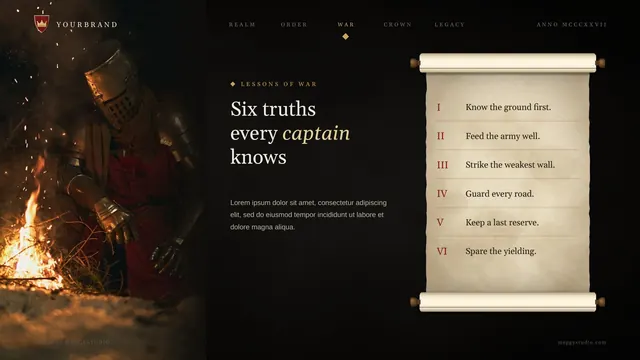 YOURBRAND
REALM ORDER WAR CROWN LEGACY ANNO MCCCXXVII
LESSONS OF WAR
Six truths
every captain
knows
Lorem ipsum dolor sit amet, consectetur adipiscing
elit, sed do eiusmod tempor incididunt ut labore et
dolore magna aliqua.
I Know the ground first.
II Feed the army well.
III Strike the weakest wall.
IV Guard every road.
V Keep a last reserve.
VI Spare the yielding.